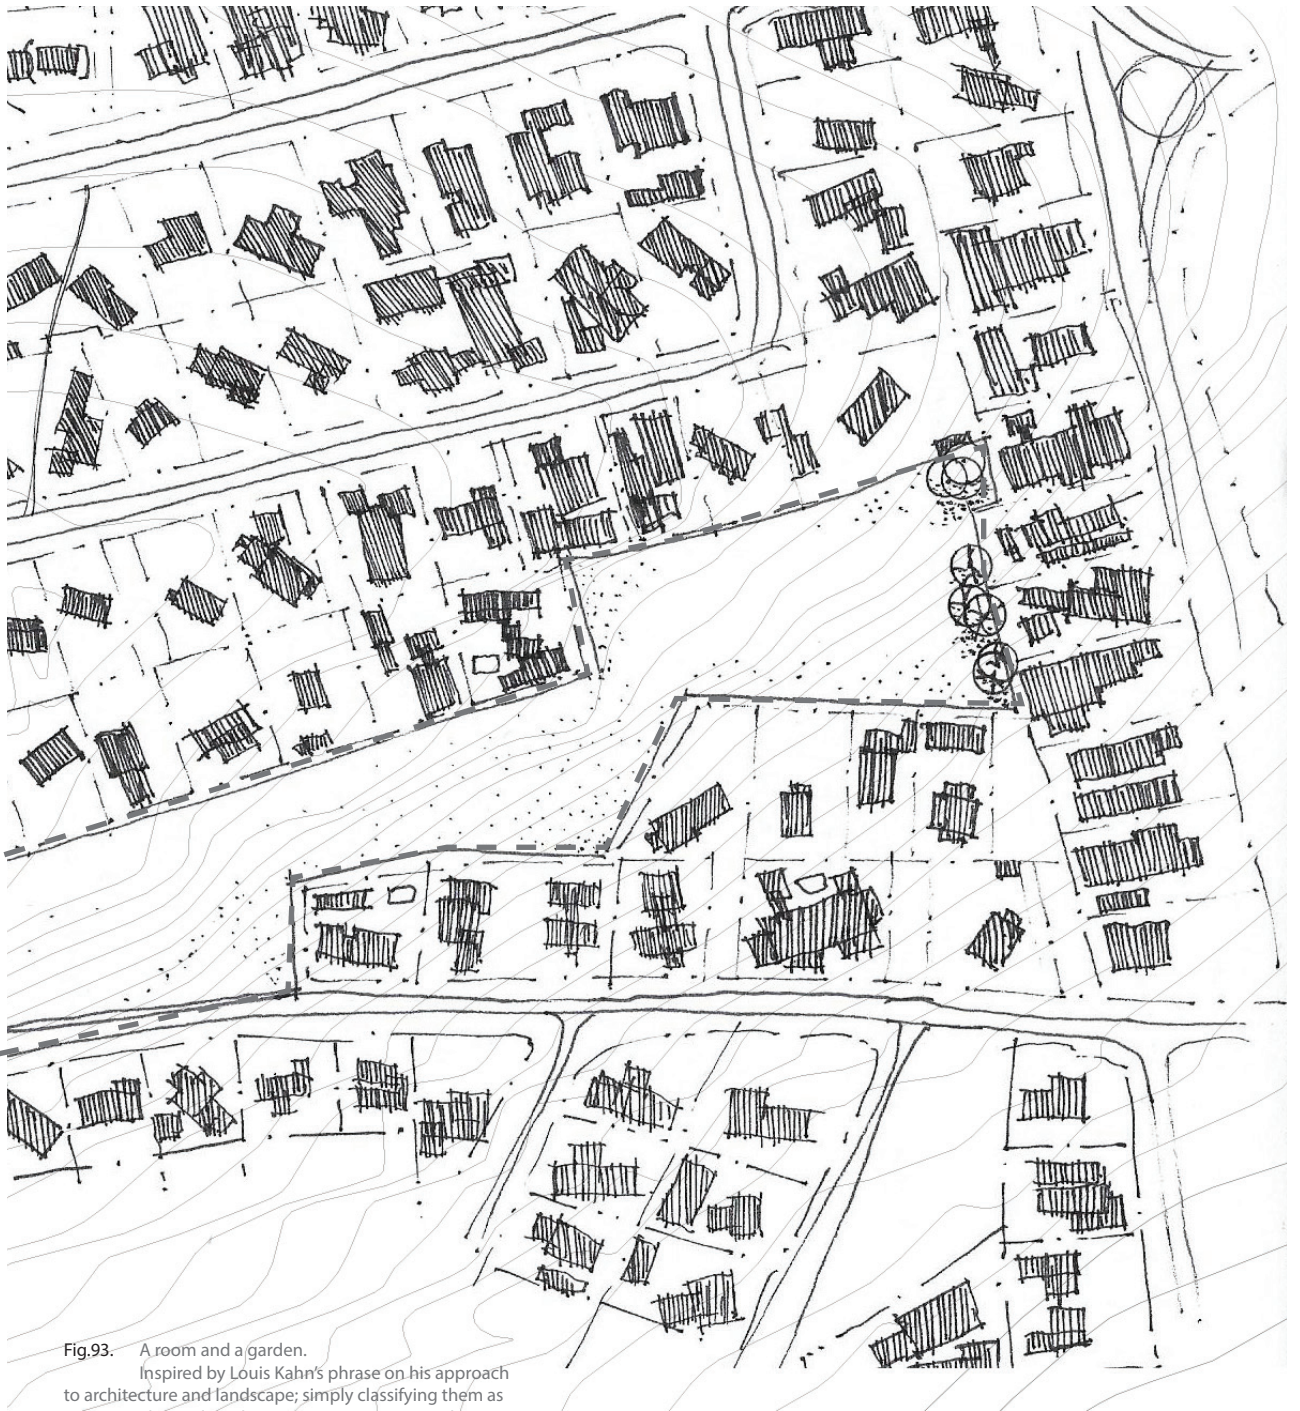 Fig.93. A room and a garden.
Inspired by Louis Kahn's phrase on his approach
to architecture and landscape; simply classifying them as